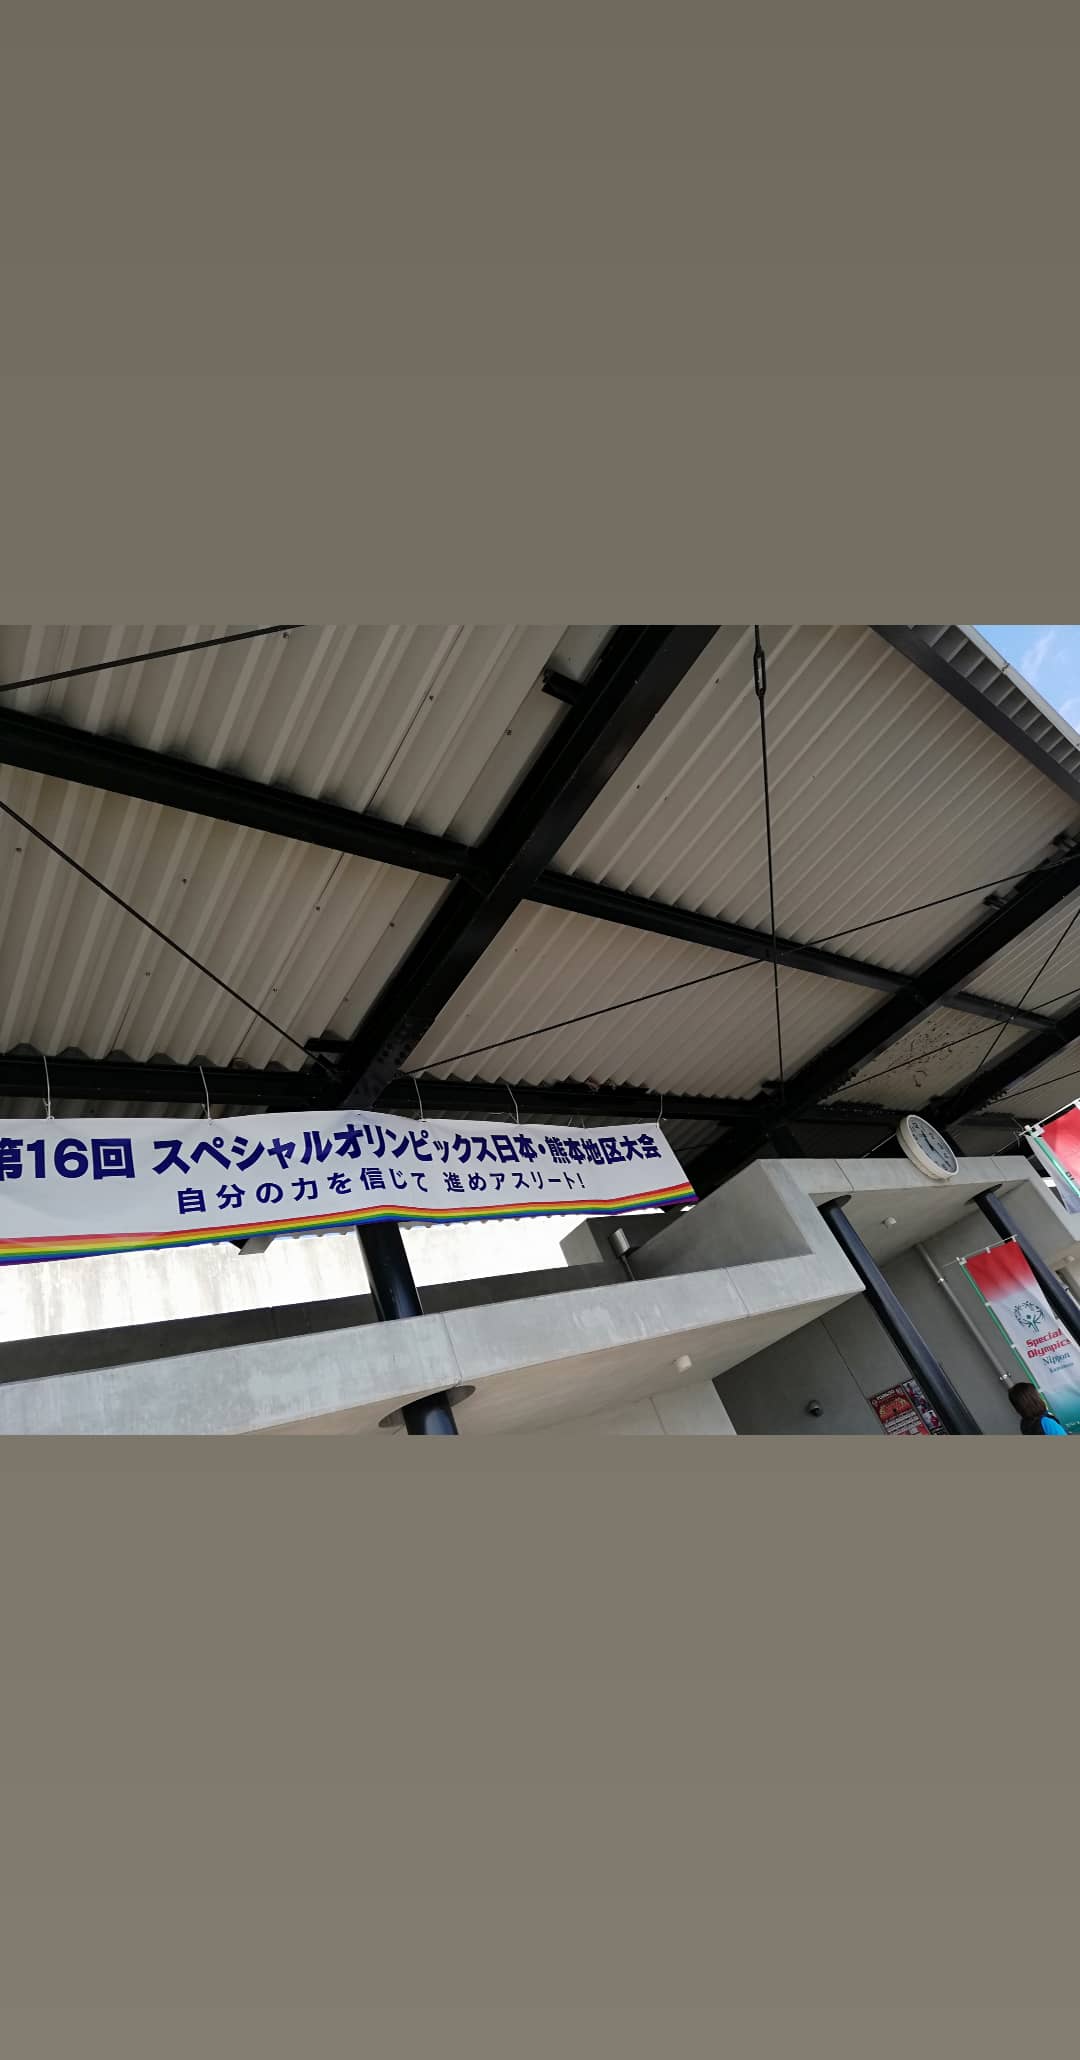 第16回 スペシャルオリンピックス日本・熊本地区大会
自分の力を信じて 進めアスリート!
Special
Olympics
Nippon